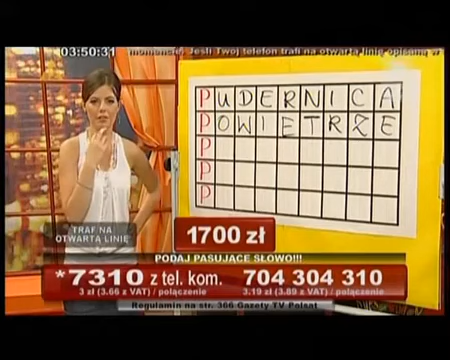 03:50:31
momencie. Jeśli Twój telefon trafi na otwartą linię opisaną w
PUDERNICA
POWIETRZE
P
P
P
TRAF NA
OTWARTĄ LINIĘ
1700 zł
PODAJ PASUJĄCE SŁOWO!!!
*7310 z tel. kom. 704 304 310
3 zł (3.66 z VAT) / połączenie 3.19 zł (3.89 z VAT) / połączenie
Regulamin na str. 366 Gazety TV Polsat